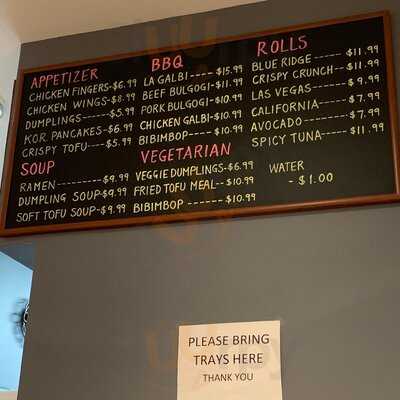 APPETIZER
CHICKEN FINGERS-$6.99
CHICKEN WINGS-$8.99
DUMPLINGS------$5.99
KOR. PANCAKES-$6.99
CRISPY TOFU----$5.99
SOUP
RAMEN---------$9.99
DUMPLING SOUP-$9.99
SOFT TOFU SOUP-$9.99
BBQ
LA GALBI----$15.99
BEEF BULGOGI-$11.99
PORK BULGOGI-$10.99
CHICKEN GALBI-$10.99
BIBIMBOP----$10.99
VEGETARIAN
VEGGIE DUMPLINGS-$6.99
FRIED TOFU MEAL--$10.99
BIBIMBOP ------$10.99
ROLLS
BLUE RIDGE----$11.99
CRISPY CRUNCH--$11.99
LAS VEGAS-----$9.99
CALIFORNIA----$7.99
AVOCADO------$7.99
SPICY TUNA---$11.99
WATER
- $1.00
PLEASE BRING
TRAYS HERE
THANK YOU